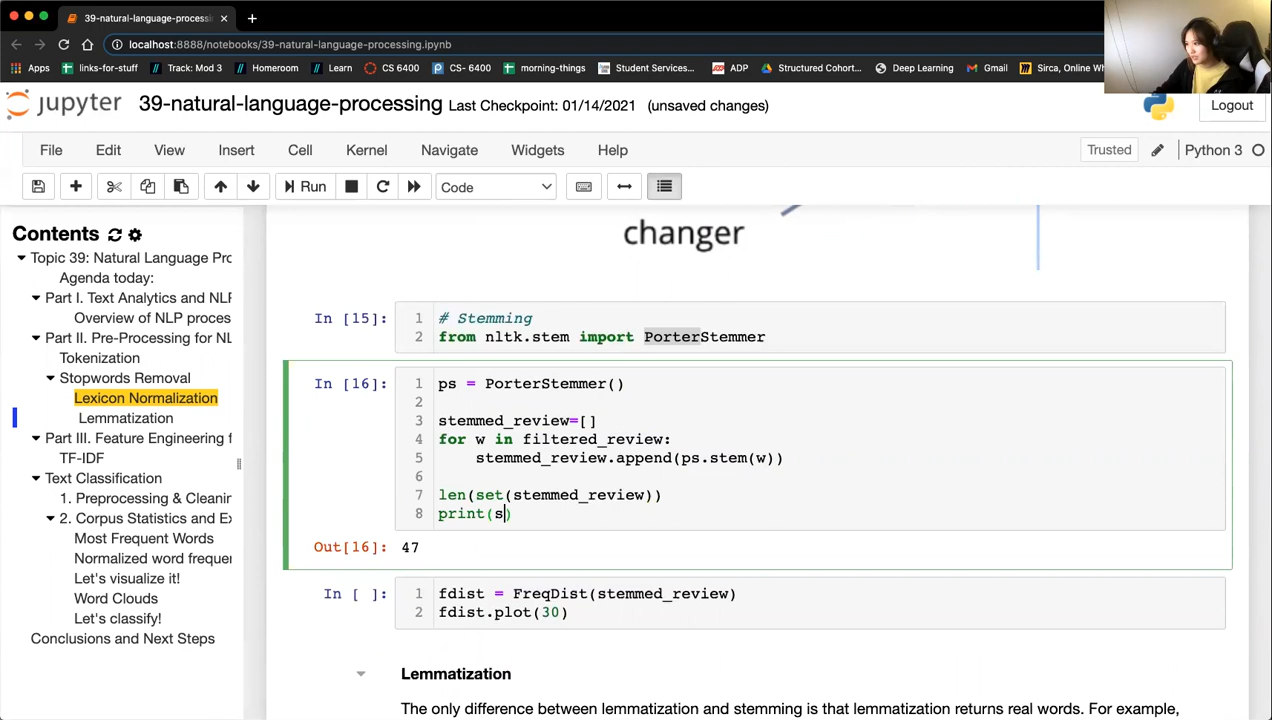 39-natural-language-processin
localhost:8888/notebooks/39-natural-language-processing.ipynb
Apps links-for-stuff Track: Mod 3 Homeroom Learn CS 6400 CS- 6400 morning-things Student Services... ADP Structured Cohort... Deep Learning Gmail Sirca, Online Wh
jupyter 39-natural-language-processing Last Checkpoint: 01/14/2021 (unsaved changes) Logout
File Edit View Insert Cell Kernel Navigate Widgets Help Trusted Python 3
Run Code
Contents
Topic 39: Natural Language Prc
Agenda today:
Part I. Text Analytics and NLF
Overview of NLP proces
Part II. Pre-Processing for NL
Tokenization
Stopwords Removal
Lexicon Normalization
Lemmatization
Part III. Feature Engineering f
TF-IDF
Text Classification
1. Preprocessing & Cleanir
2. Corpus Statistics and Ex
Most Frequent Words
Normalized word frequer
Let's visualize it!
Word Clouds
Let's classify!
Conclusions and Next Steps
changer
In [15]:
1 # Stemming
2 from nltk.stem import PorterStemmer
In [16]:
1 ps = PorterStemmer()
2
3 stemmed_review=[]
4 for w in filtered_review:
5 stemmed_review.append(ps.stem(w))
6
7 len(set(stemmed_review))
8 print(s)
Out[16]: 47
In [ ]:
1 fdist = FreqDist(stemmed_review)
2 fdist.plot(30)
Lemmatization
The only difference between lemmatization and stemming is that lemmatization returns real words. For example,